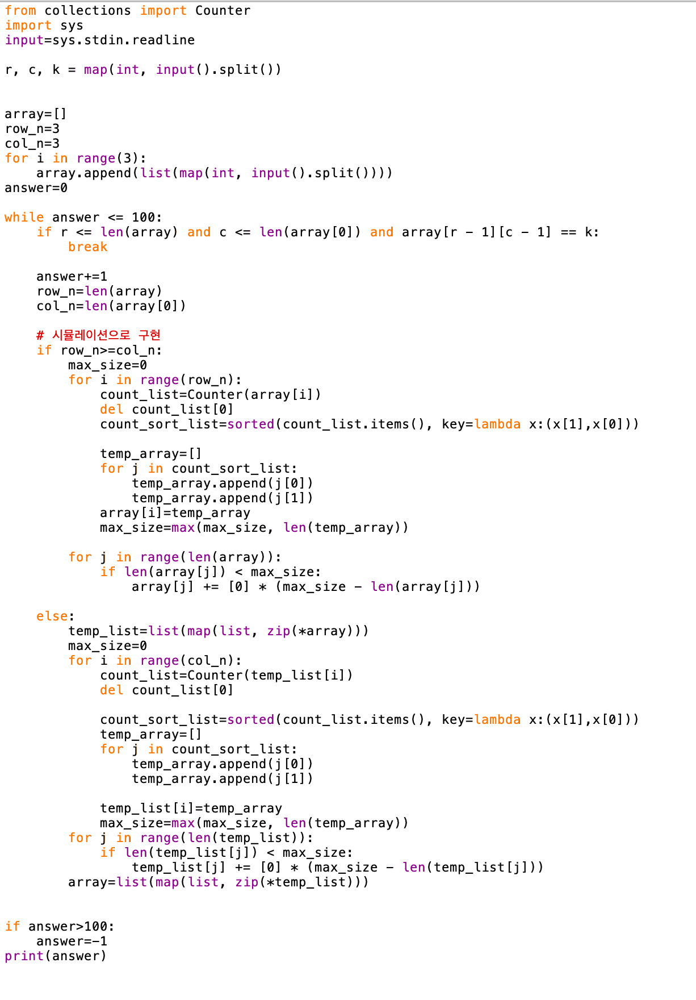 from collections import Counter
import sys
input=sys.stdin.readline

r, c, k = map(int, input().split())


array=[]
row_n=3
col_n=3
for i in range(3):
    array.append(list(map(int, input().split())))
answer=0

while answer <= 100:
    if r <= len(array) and c <= len(array[0]) and array[r - 1][c - 1] == k:
        break

    answer+=1
    row_n=len(array)
    col_n=len(array[0])

    # 시뮬레이션으로 구현
    if row_n>=col_n:
        max_size=0
        for i in range(row_n):
            count_list=Counter(array[i])
            del count_list[0]
            count_sort_list=sorted(count_list.items(), key=lambda x:(x[1],x[0]))

            temp_array=[]
            for j in count_sort_list:
                temp_array.append(j[0])
                temp_array.append(j[1])
            array[i]=temp_array
            max_size=max(max_size, len(temp_array))

        for j in range(len(array)):
            if len(array[j]) < max_size:
                array[j] += [0] * (max_size - len(array[j]))

    else:
        temp_list=list(map(list, zip(*array)))
        max_size=0
        for i in range(col_n):
            count_list=Counter(temp_list[i])
            del count_list[0]

            count_sort_list=sorted(count_list.items(), key=lambda x:(x[1],x[0]))
            temp_array=[]
            for j in count_sort_list:
                temp_array.append(j[0])
                temp_array.append(j[1])

            temp_list[i]=temp_array
            max_size=max(max_size, len(temp_array))
        for j in range(len(temp_list)):
            if len(temp_list[j]) < max_size:
                temp_list[j] += [0] * (max_size - len(temp_list[j]))
        array=list(map(list, zip(*temp_list)))


if answer>100:
    answer=-1
print(answer)